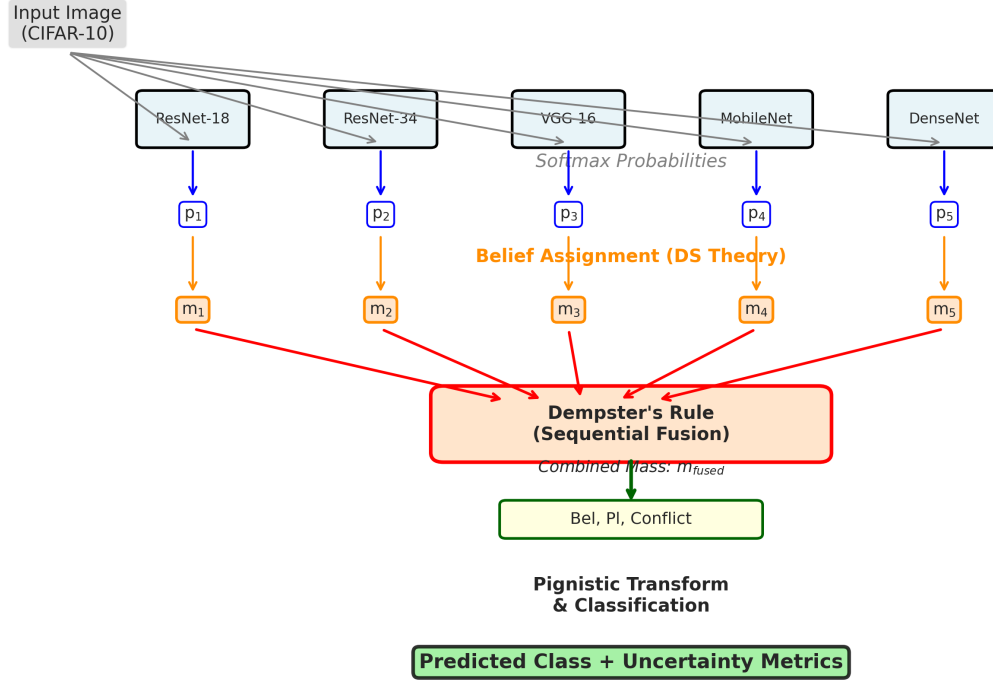 Input Image
(CIFAR-10)
ResNet-18
ResNet-34
VGG-16
MobileNet
DenseNet
Softmax Probabilities
p₁
p₂
p₃
p₄
p₅
Belief Assignment (DS Theory)
m₁
m₂
m₃
m₄
m₅
Dempster's Rule
(Sequential Fusion)
Combined Mass: m_fused
Bel, Pl, Conflict
Pignistic Transform
& Classification
Predicted Class + Uncertainty Metrics